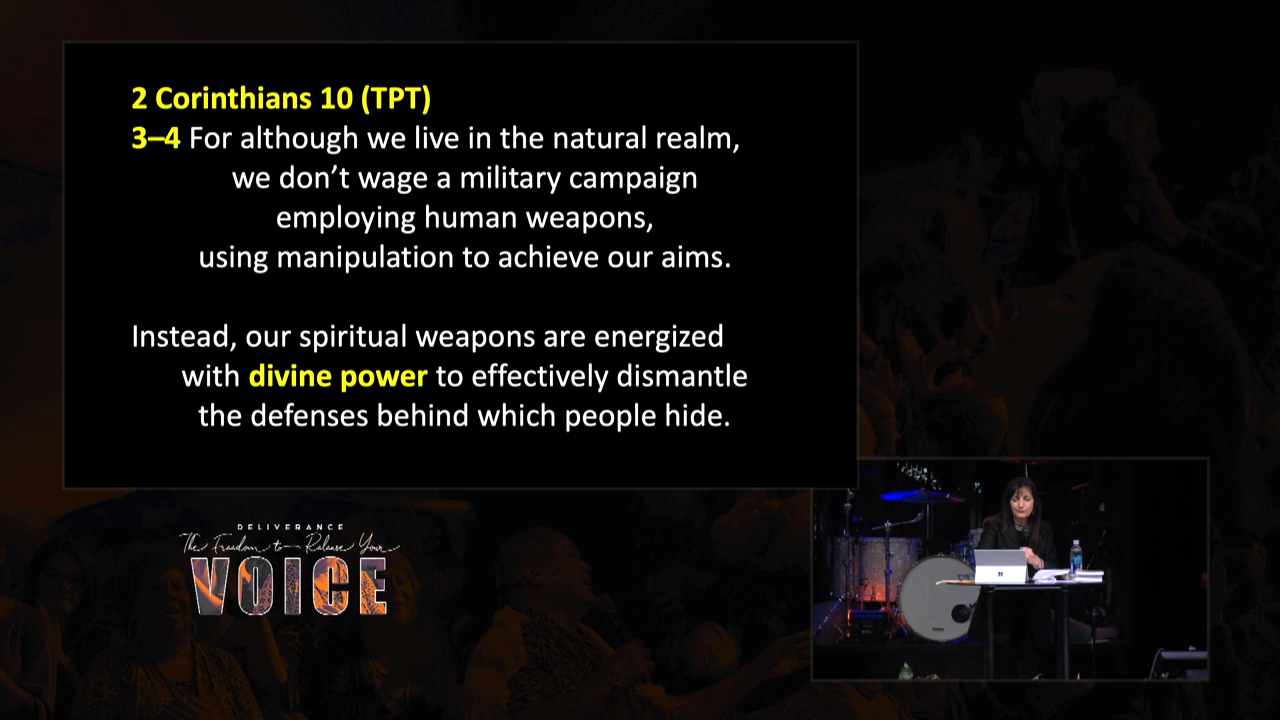 2 Corinthians 10 (TPT)
3–4 For although we live in the natural realm,
we don’t wage a military campaign
employing human weapons,
using manipulation to achieve our aims.
Instead, our spiritual weapons are energized
with divine power to effectively dismantle
the defenses behind which people hide.
DELIVERANCE
The Freedom to Release Your
VOICE